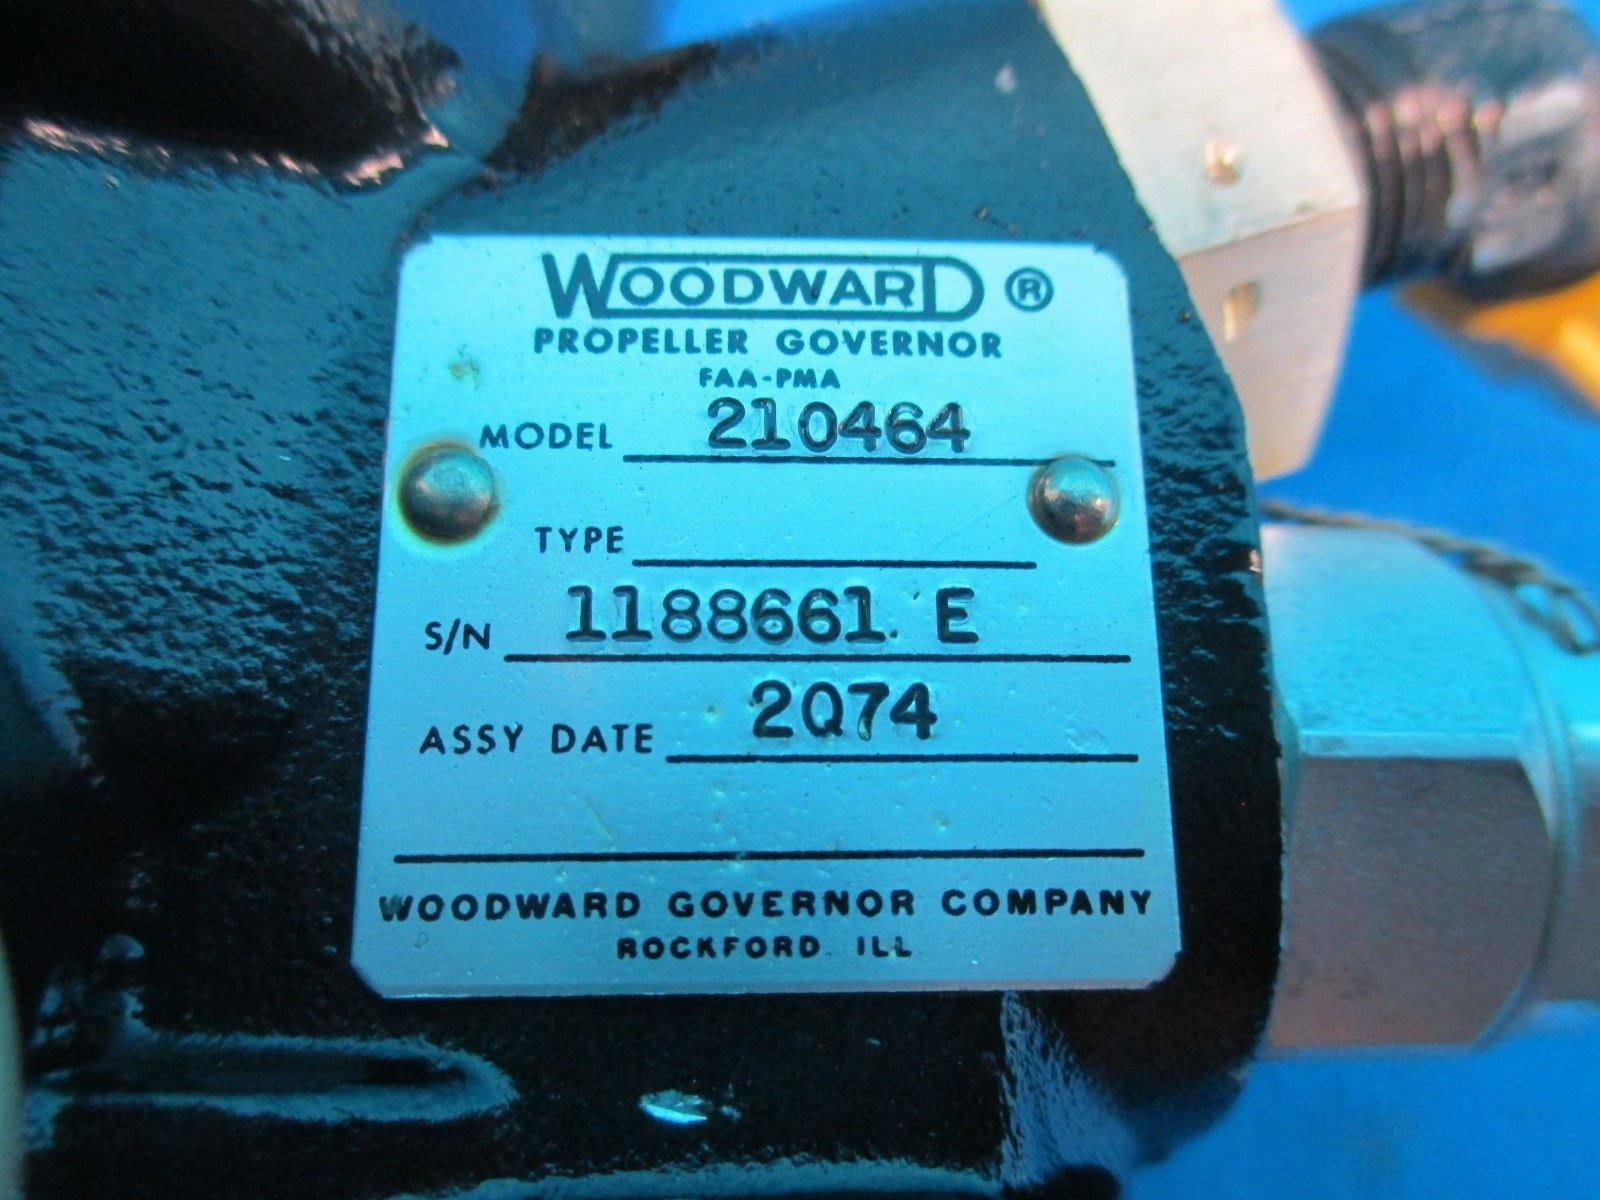 WOODWARD ®
PROPELLER GOVERNOR
FAA-PMA
MODEL 210464
TYPE
S/N 1188661 E
ASSY DATE 2Q74
WOODWARD GOVERNOR COMPANY
ROCKFORD ILL